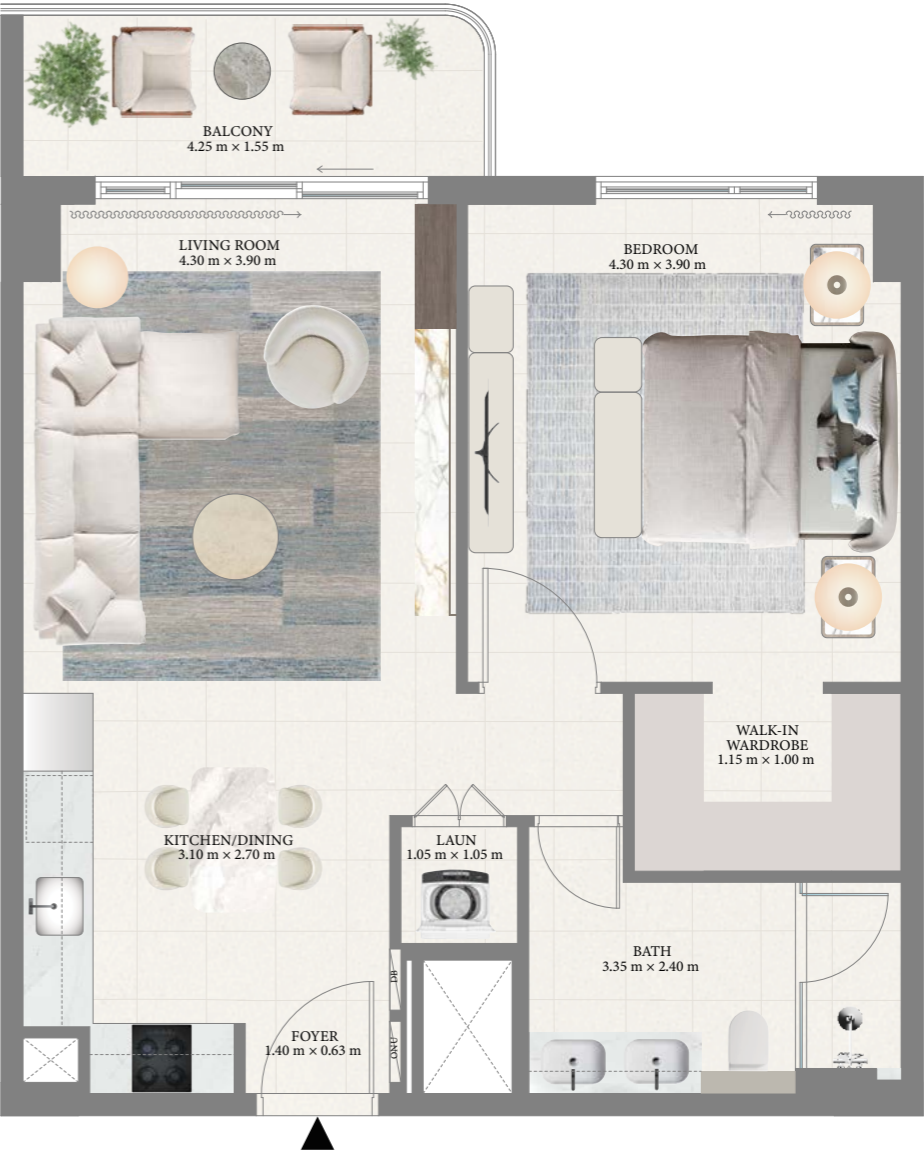 BALCONY
4.25 m × 1.55 m
LIVING ROOM
4.30 m × 3.90 m
BEDROOM
4.30 m × 3.90 m
WALK-IN
WARDROBE
1.15 m × 1.00 m
KITCHEN/DINING
3.10 m × 2.70 m
LAUN
1.05 m × 1.05 m
BATH
3.35 m × 2.40 m
DB
FOYER
1.40 m × 0.63 m
ONU